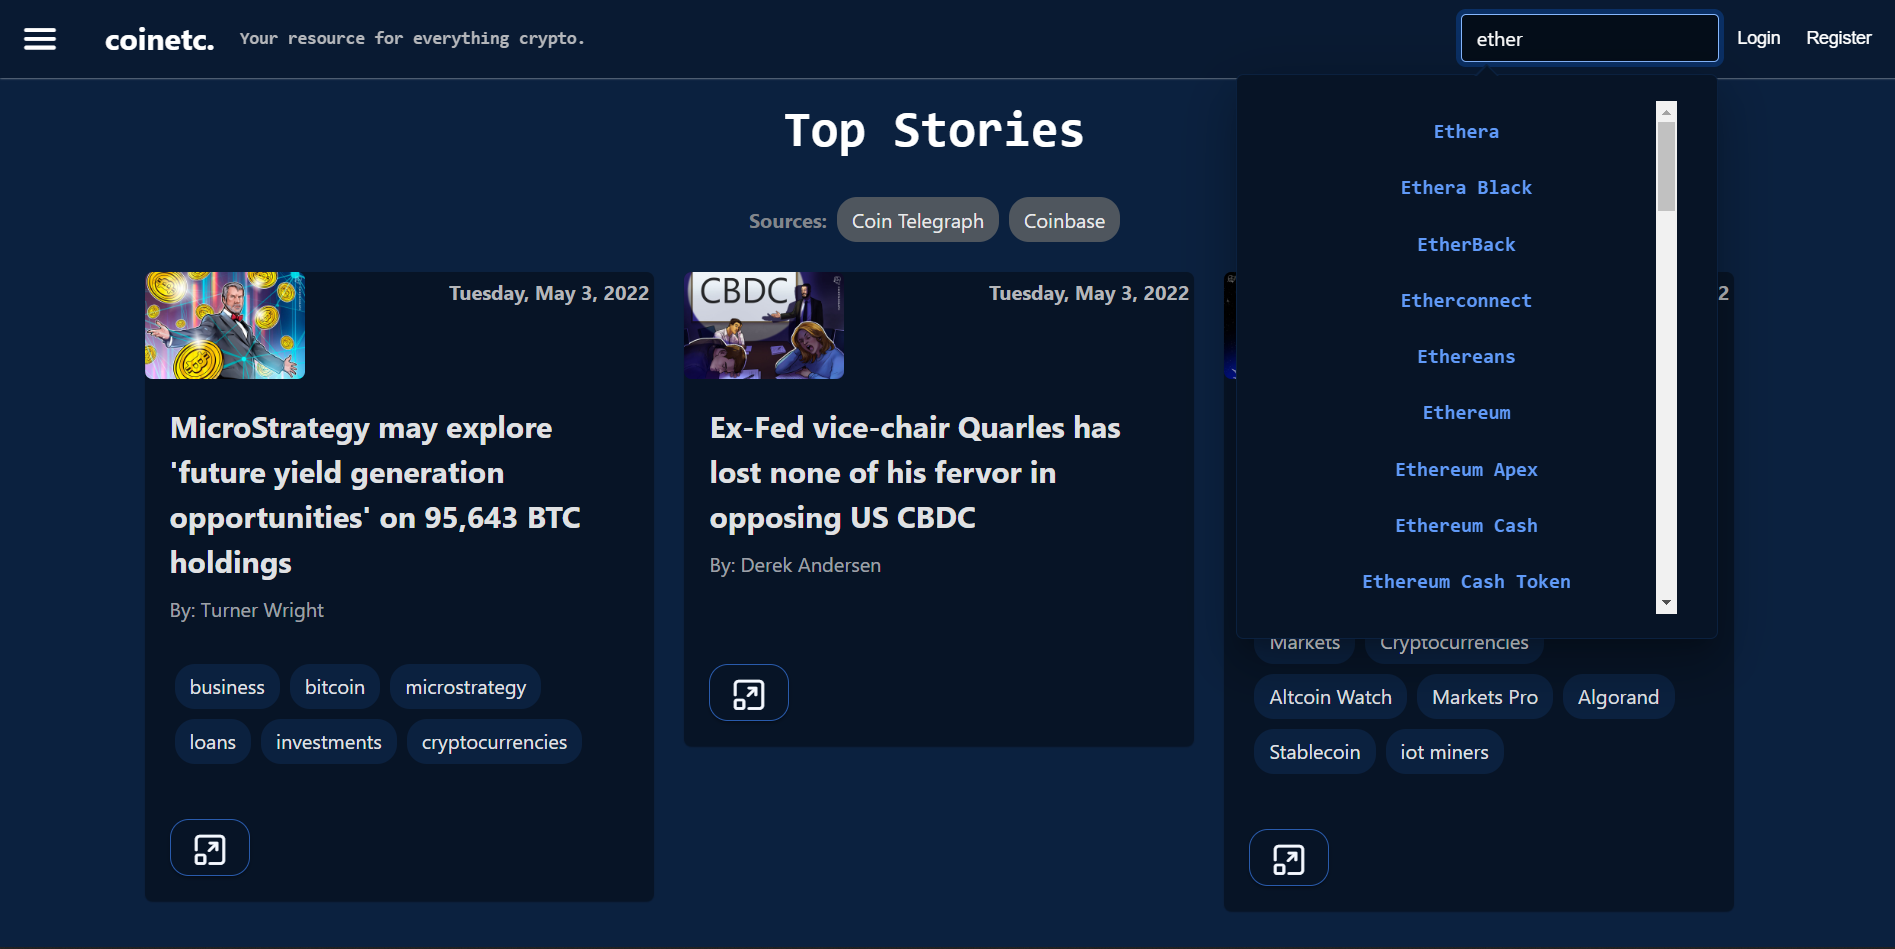 coinetc.
Your resource for everything crypto.
ether
Login
Register
Top Stories
Sources:
Coin Telegraph
Coinbase
Tuesday, May 3, 2022
MicroStrategy may explore
'future yield generation
opportunities' on 95,643 BTC
holdings
By: Turner Wright
business
bitcoin
microstrategy
loans
investments
cryptocurrencies
CBDC
Tuesday, May 3, 2022
Ex-Fed vice-chair Quarles has
lost none of his fervor in
opposing US CBDC
By: Derek Andersen
2
Ethera
Ethera Black
EtherBack
Etherconnect
Ethereans
Ethereum
Ethereum Apex
Ethereum Cash
Ethereum Cash Token
Markets
Cryptocurrencies
Altcoin Watch
Markets Pro
Algorand
Stablecoin
iot miners